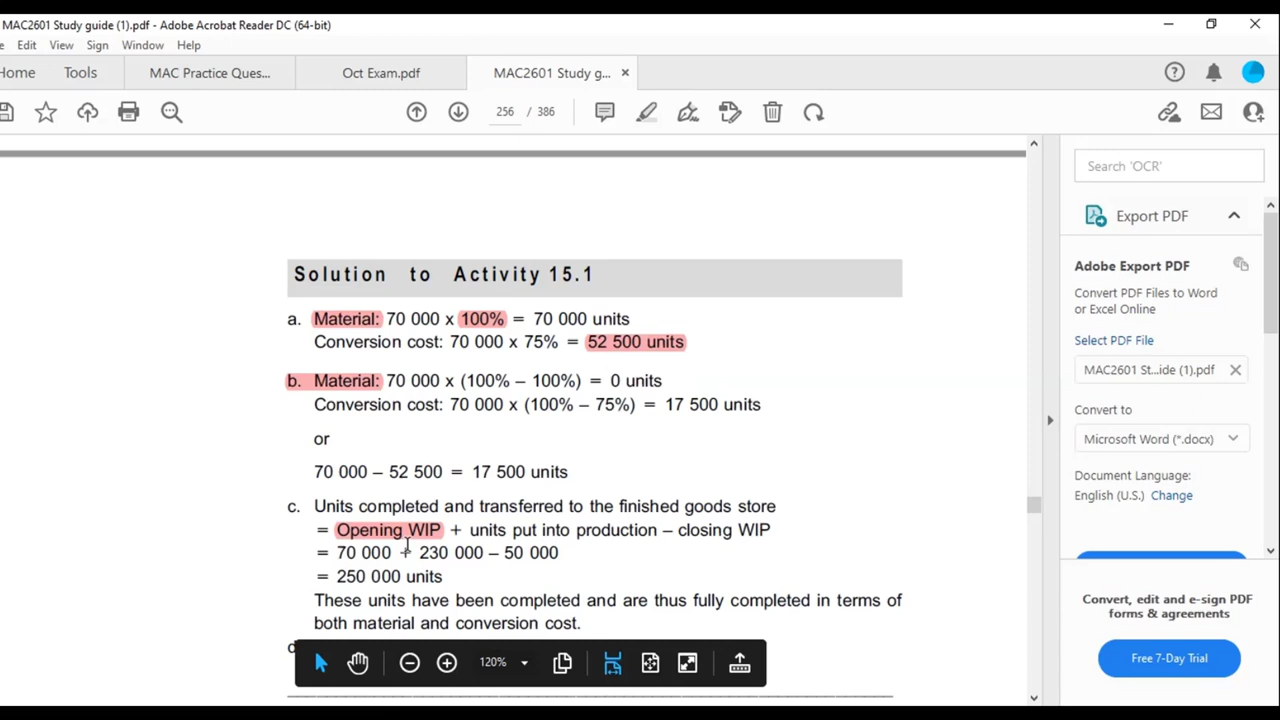 MAC2601 Study guide (1).pdf - Adobe Acrobat Reader DC (64-bit)
Edit View Sign Window Help
Home Tools MAC Practice Ques... Oct Exam.pdf MAC2601 Study g...
256 / 386
Search 'OCR'
Export PDF
Adobe Export PDF
Convert PDF Files to Word
or Excel Online
Select PDF File
MAC2601 St...ide (1).pdf
Convert to
Microsoft Word (*.docx)
Document Language:
English (U.S.) Change
Convert, edit and e-sign PDF
forms & agreements
Free 7-Day Trial
Solution to Activity 15.1
a. Material: 70 000 x 100% = 70 000 units
Conversion cost: 70 000 x 75% = 52 500 units
b. Material: 70 000 x (100% – 100%) = 0 units
Conversion cost: 70 000 x (100% – 75%) = 17 500 units
or
70 000 – 52 500 = 17 500 units
c. Units completed and transferred to the finished goods store
= Opening WIP + units put into production – closing WIP
= 70 000 + 230 000 – 50 000
= 250 000 units
These units have been completed and are thus fully completed in terms of
both material and conversion cost.
120%